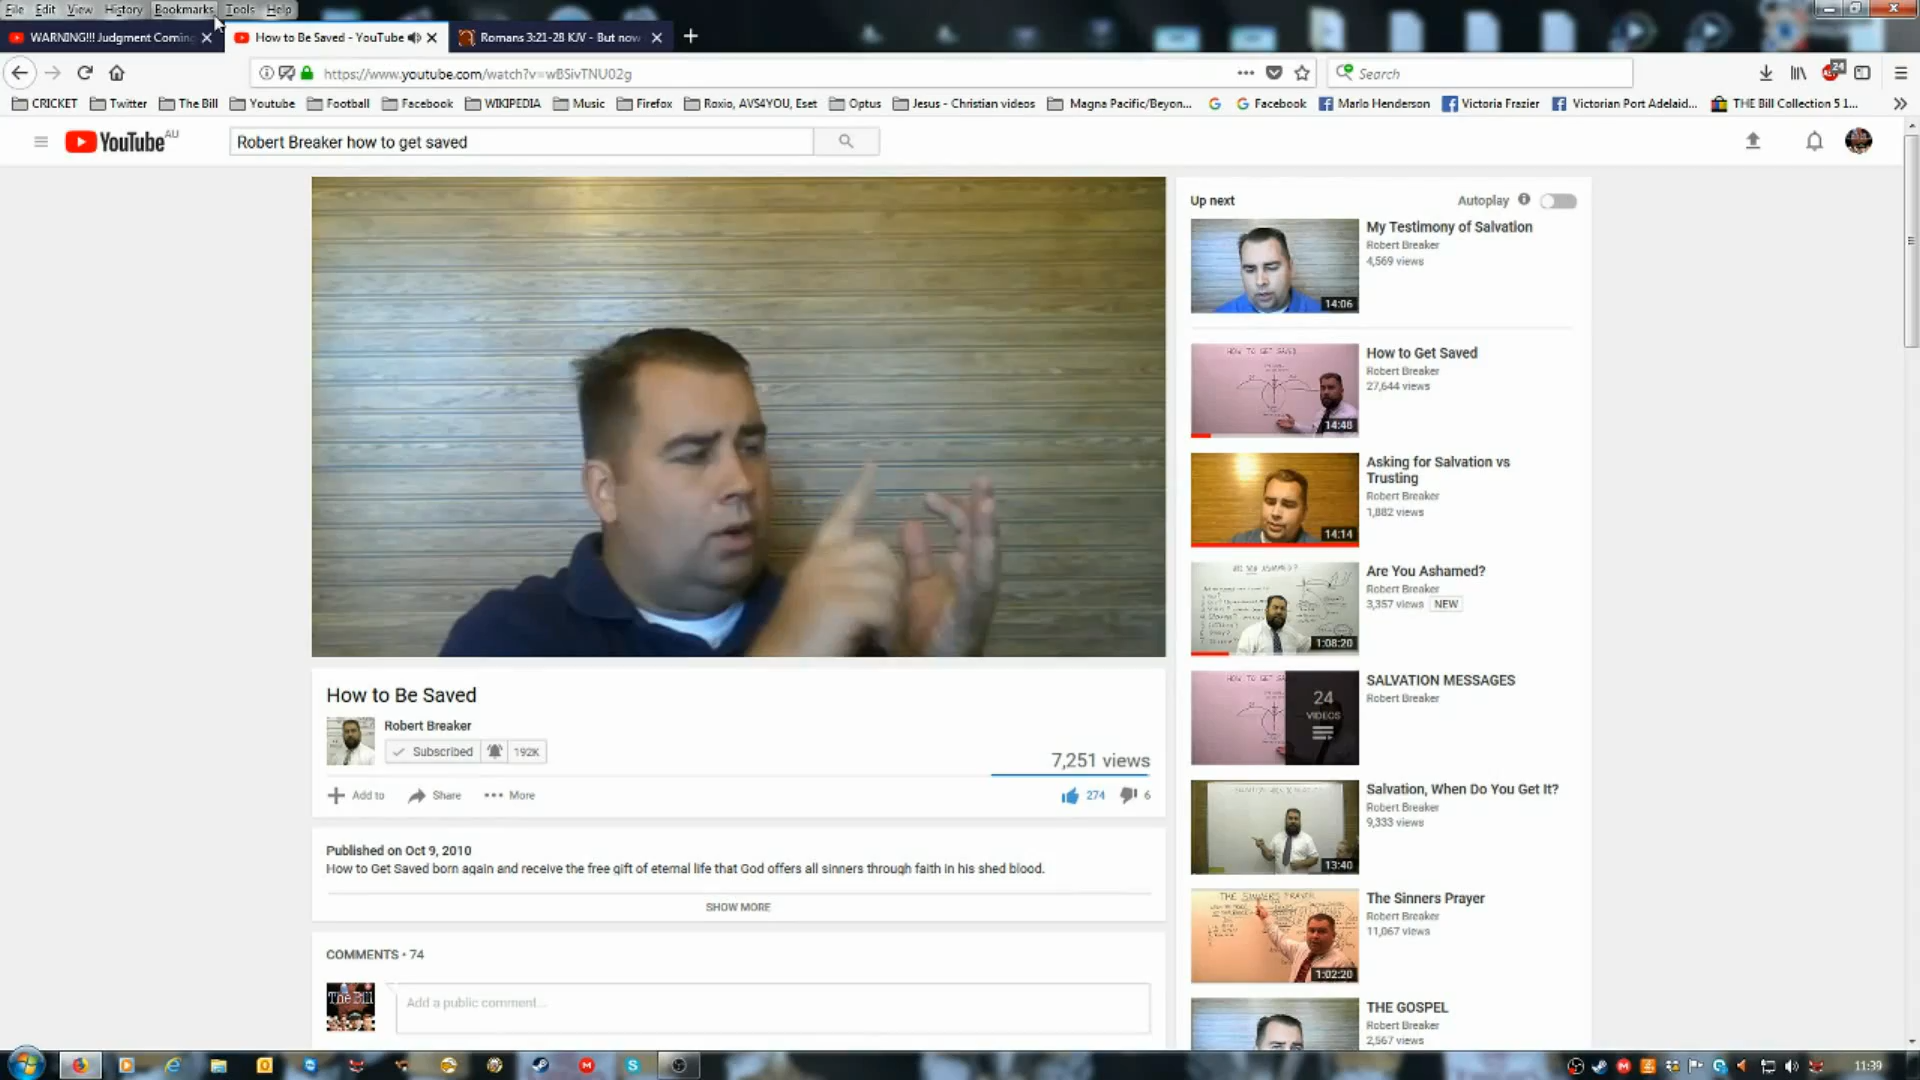 File Edit View History Bookmarks Tools Help
WARNING!!! Judgment Coming
How to Be Saved - YouTube
Romans 3:21-28 KJV - But now
https://www.youtube.com/watch?v=wBSivTNU02g
Search
24
CRICKET Twitter The Bill Youtube Football Facebook WIKIPEDIA Music Firefox Roxio, AVS4YOU, Eset Optus Jesus - Christian videos Magna Pacific/Beyon... G Facebook Marlo Henderson Victoria Frazier Victorian Port Adelaid... THE Bill Collection 5 1...
YouTube AU
Robert Breaker how to get saved
Up next
Autoplay
My Testimony of Salvation
Robert Breaker
4,569 views
14:06
How to Get Saved
Robert Breaker
27,644 views
HOW TO GET SAVED
14:48
Asking for Salvation vs
Trusting
Robert Breaker
1,882 views
14:14
Are You Ashamed?
Robert Breaker
3,357 views NEW
1:08:20
SALVATION MESSAGES
Robert Breaker
24
VIDEOS
Salvation, When Do You Get It?
Robert Breaker
9,333 views
13:40
The Sinners Prayer
Robert Breaker
11,067 views
THE SINNERS PRAYER
1:02:20
THE GOSPEL
Robert Breaker
2,567 views
How to Be Saved
Robert Breaker
Subscribed 192K
7,251 views
Add to Share More
274 6
Published on Oct 9, 2010
How to Get Saved born again and receive the free gift of eternal life that God offers all sinners through faith in his shed blood.
SHOW MORE
COMMENTS • 74
The Bill
Add a public comment...
11:39